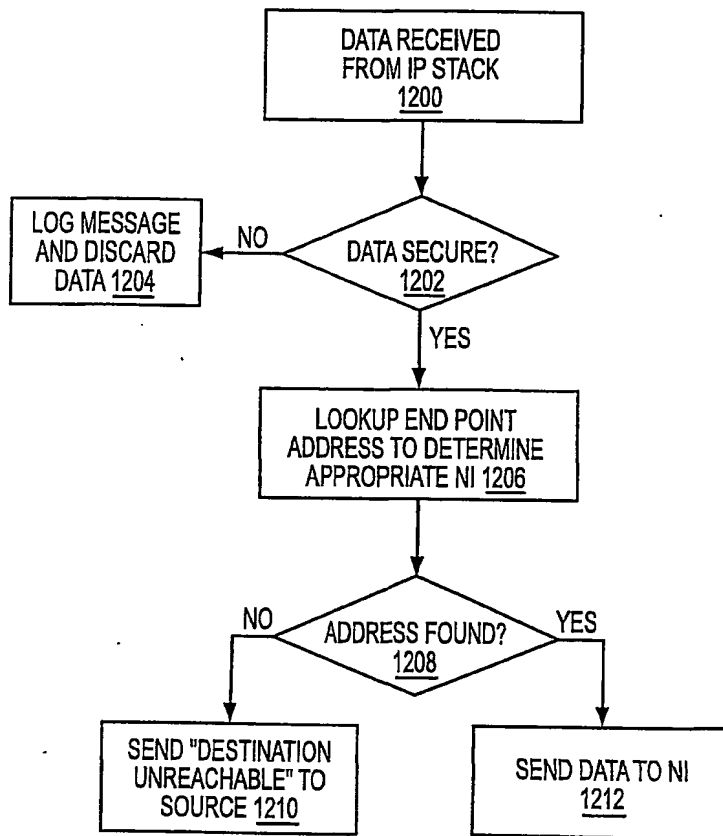 DATA RECEIVED
FROM IP STACK
1200
DATA SECURE?
1202
NO
LOG MESSAGE
AND DISCARD
DATA 1204
YES
LOOKUP END POINT
ADDRESS TO DETERMINE
APPROPRIATE NI 1206
ADDRESS FOUND?
1208
NO
YES
SEND "DESTINATION
UNREACHABLE" TO
SOURCE 1210
SEND DATA TO NI
1212